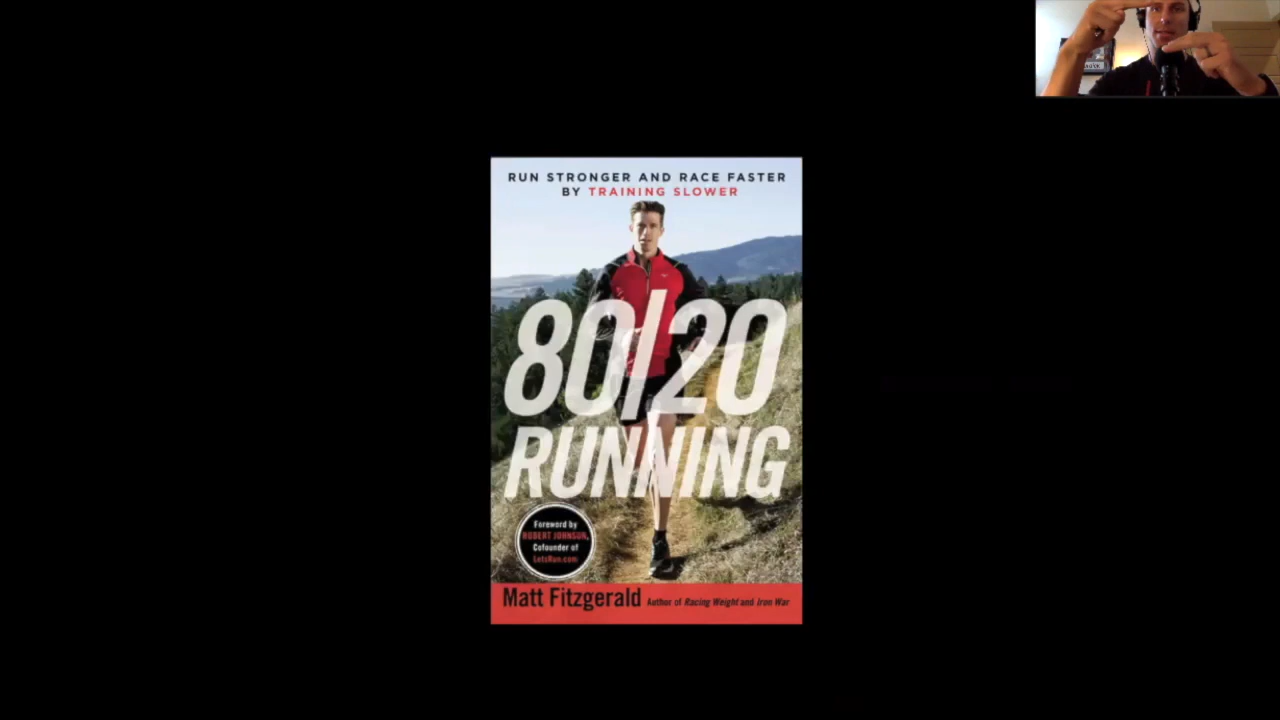 RUN STRONGER AND RACE FASTER
BY TRAINING SLOWER
80/20
RUNNING
Foreword by
ROBERT JOHNSON,
Cofounder of
LetsRun.com
Matt Fitzgerald Author of Racing Weight and Iron War